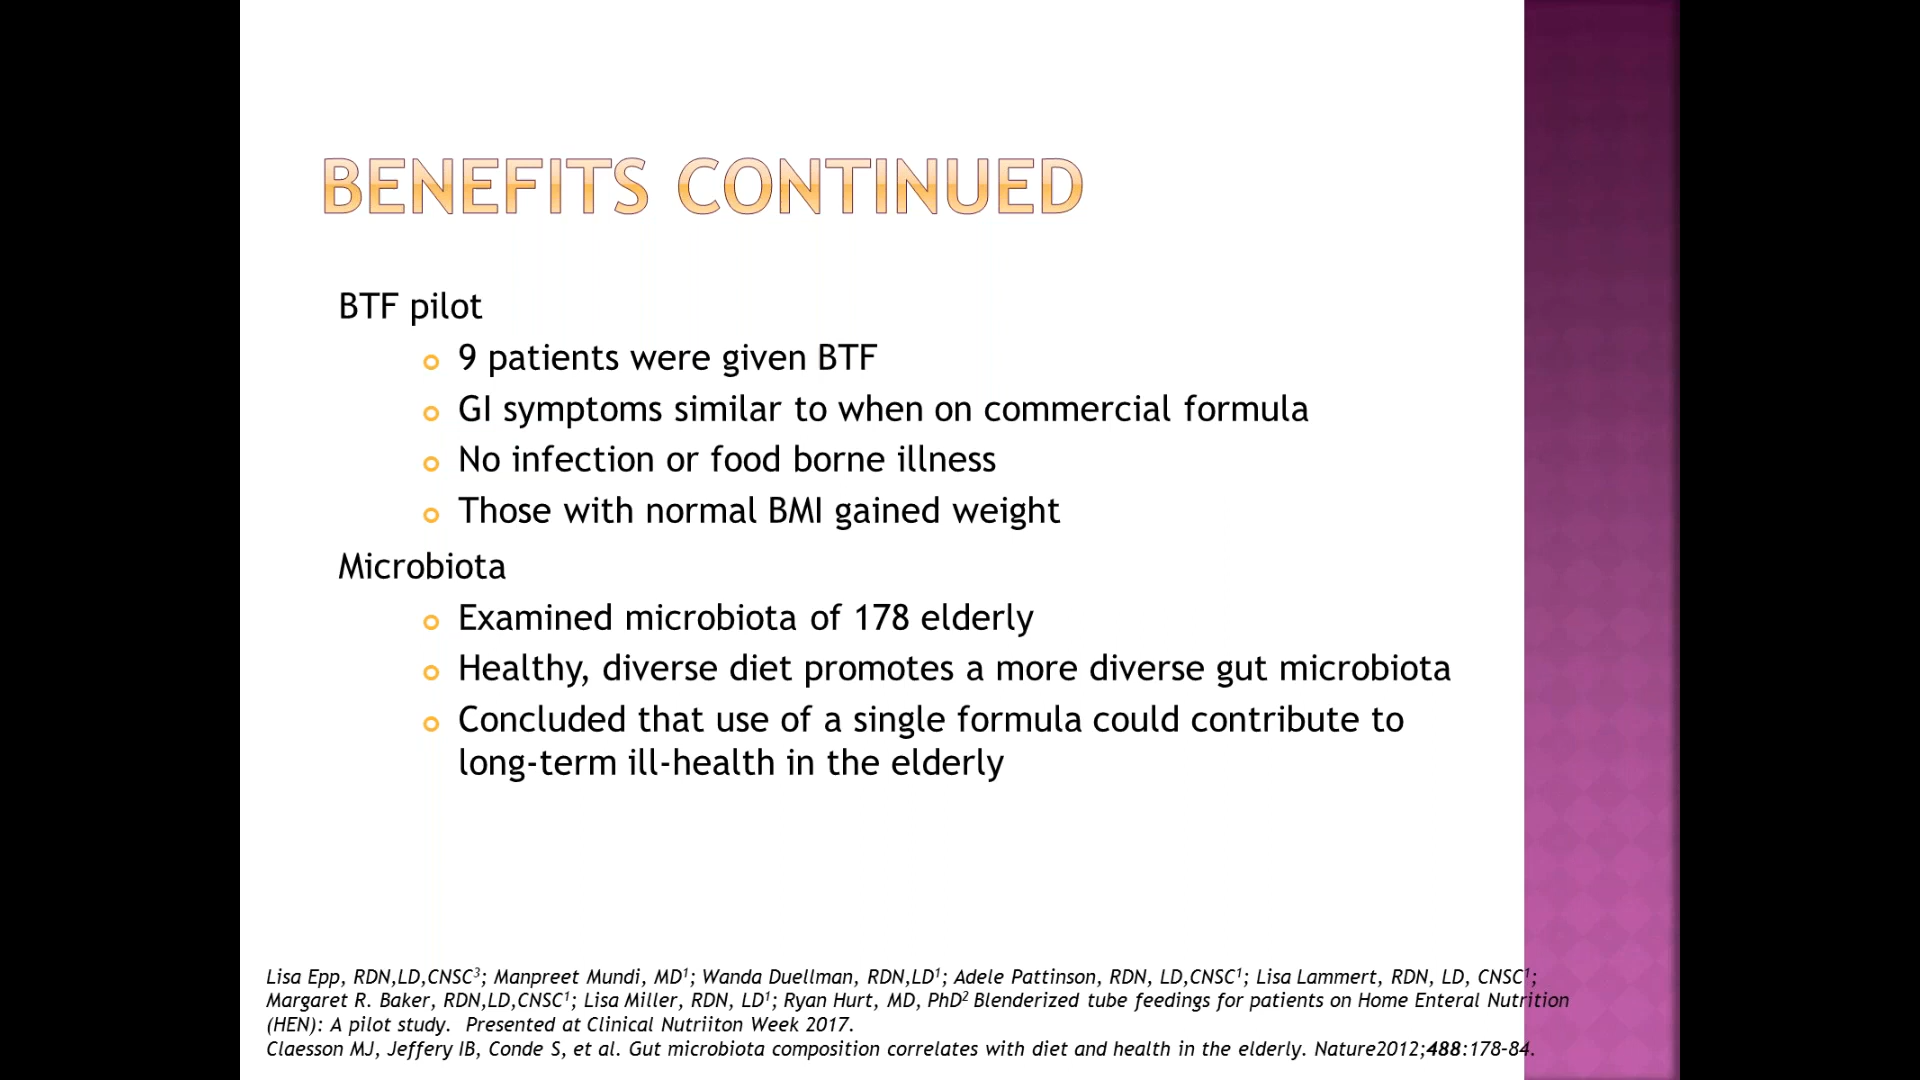 BENEFITS CONTINUED
BTF pilot
9 patients were given BTF
GI symptoms similar to when on commercial formula
No infection or food borne illness
Those with normal BMI gained weight
Microbiota
Examined microbiota of 178 elderly
Healthy, diverse diet promotes a more diverse gut microbiota
Concluded that use of a single formula could contribute to
long-term ill-health in the elderly
Lisa Epp, RDN,LD,CNSC³; Manpreet Mundi, MD¹; Wanda Duellman, RDN,LD¹; Adele Pattinson, RDN, LD,CNSC¹; Lisa Lammert, RDN, LD, CNSC¹;
Margaret R. Baker, RDN,LD,CNSC¹; Lisa Miller, RDN, LD¹; Ryan Hurt, MD, PhD² Blenderized tube feedings for patients on Home Enteral Nutrition
(HEN): A pilot study. Presented at Clinical Nutriiton Week 2017.
Claesson MJ, Jeffery IB, Conde S, et al. Gut microbiota composition correlates with diet and health in the elderly. Nature2012;488:178-84.